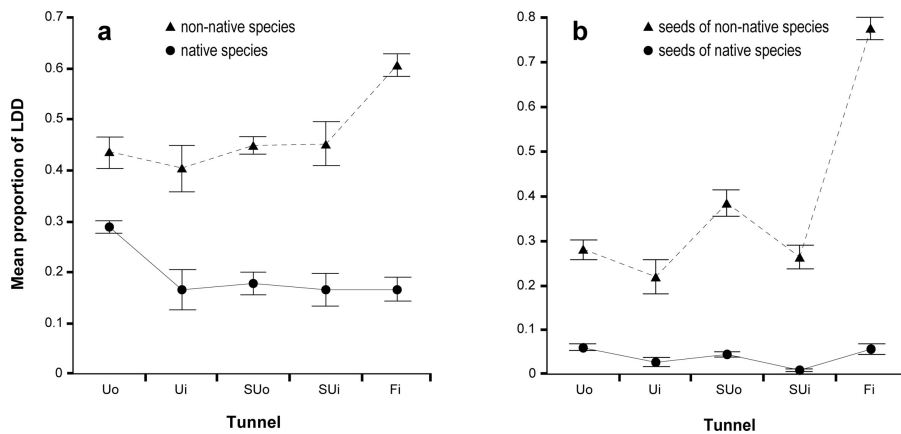 a
non-native species
native species
Mean proportion of LDD
0.7
0.6
0.5
0.4
0.3
0.2
0.1
0
Uo Ui SUo SUi Fi
Tunnel
b
seeds of non-native species
seeds of native species
0.8
0.7
0.6
0.5
0.4
0.3
0.2
0.1
0
Uo Ui SUo SUi Fi
Tunnel